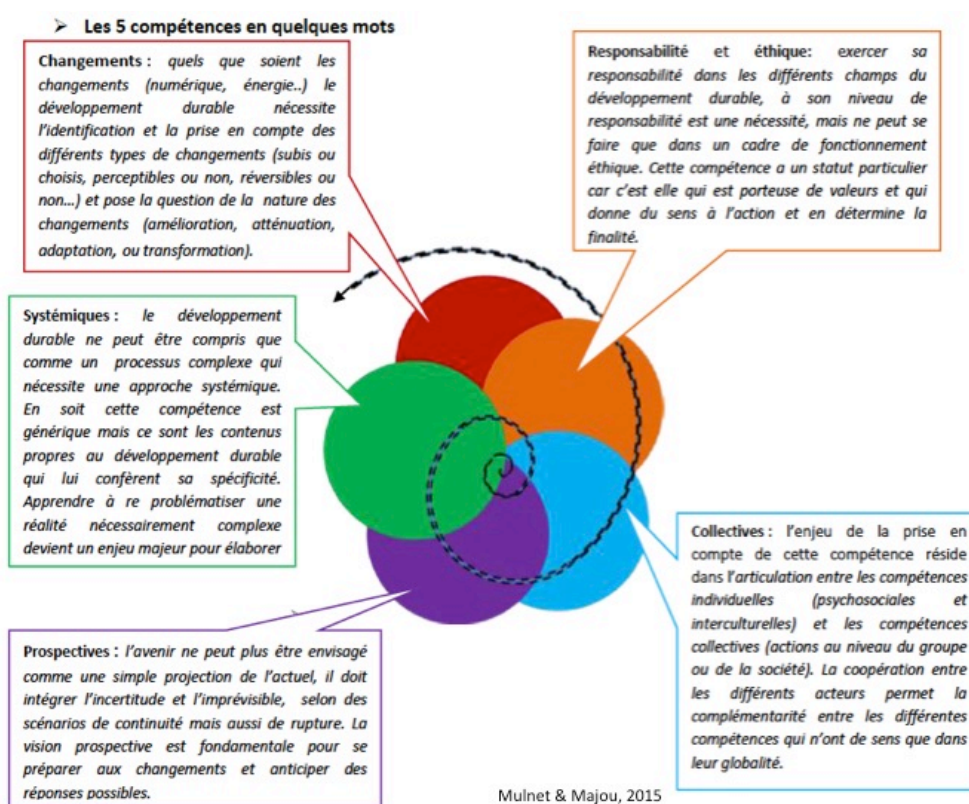 ➢ Les 5 compétences en quelques mots
Changements : quels que soient les
changements (numérique, énergie..) le
développement durable nécessite
l'identification et la prise en compte des
différents types de changements (subis ou
choisis, perceptibles ou non, réversibles ou
non...) et pose la question de la nature des
changements (amélioration, atténuation,
adaptation, ou transformation).
Responsabilité et éthique: exercer sa
responsabilité dans les différents champs du
développement durable, à son niveau de
responsabilité est une nécessité, mais ne peut se
faire que dans un cadre de fonctionnement
éthique. Cette compétence a un statut particulier
car c'est elle qui est porteuse de valeurs et qui
donne du sens à l'action et en détermine la
finalité.
Systémiques : le développement
durable ne peut être compris que
comme un processus complexe qui
nécessite une approche systémique.
En soit cette compétence est
générique mais ce sont les contenus
propres au développement durable
qui lui confèrent sa spécificité.
Apprendre à re problématiser une
réalité nécessairement complexe
devient un enjeu majeur pour élaborer
Collectives : l'enjeu de la prise en
compte de cette compétence réside
dans l'articulation entre les compétences
individuelles (psychosociales et
interculturelles) et les compétences
collectives (actions au niveau du groupe
ou de la société). La coopération entre
les différents acteurs permet la
complémentarité entre les différentes
compétences qui n'ont de sens que dans
leur globalité.
Prospectives : l'avenir ne peut plus être envisagé
comme une simple projection de l'actuel, il doit
intégrer l'incertitude et l'imprévisible, selon des
scénarios de continuité mais aussi de rupture. La
vision prospective est fondamentale pour se
préparer aux changements et anticiper des
réponses possibles.
Mulnet & Majou, 2015